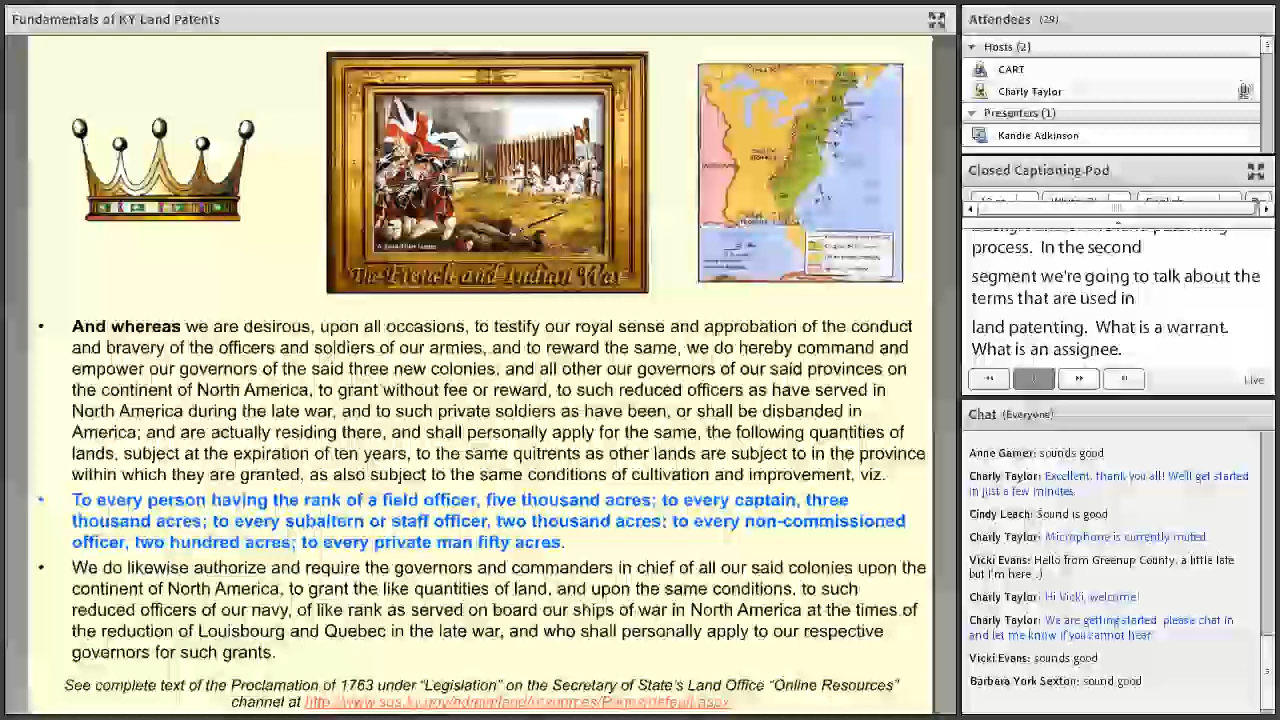 Fundamentals of KY Land Patents
The French and Indian War
And whereas we are desirous, upon all occasions, to testify our royal sense and approbation of the conduct
and bravery of the officers and soldiers of our armies, and to reward the same, we do hereby command and
empower our governors of the said three new colonies, and all other our governors of our said provinces on
the continent of North America, to grant without fee or reward, to such reduced officers as have served in
North America during the late war, and to such private soldiers as have been, or shall be disbanded in
America; and are actually residing there, and shall personally apply for the same, the following quantities of
lands, subject at the expiration of ten years, to the same quitrents as other lands are subject to in the province
within which they are granted, as also subject to the same conditions of cultivation and improvement, viz.
To every person having the rank of a field officer, five thousand acres; to every captain, three
thousand acres; to every subaltern or staff officer, two thousand acres; to every non-commissioned
officer, two hundred acres; to every private man fifty acres.
We do likewise authorize and require the governors and commanders in chief of all our said colonies upon the
continent of North America, to grant the like quantities of land, and upon the same conditions, to such
reduced officers of our navy, of like rank as served on board our ships of war in North America at the times of
the reduction of Louisbourg and Quebec in the late war, and who shall personally apply to our respective
governors for such grants.
See complete text of the Proclamation of 1763 under “Legislation” on the Secretary of State's Land Office “Online Resources”
channel at http://www.sos.ky.gov/admin/land/resources/Pages/default.aspx
Attendees (29)
Hosts (2)
CART
Charly Taylor
Presenters (1)
Kandie Adkinson
Closed Captioning Pod
process. In the second
segment we're going to talk about the
terms that are used in
land patenting. What is a warrant.
What is an assignee.
Live
Chat (Everyone)
Anne Garner: sounds good
Charly Taylor: Excellent, thank you all! We'll get started
in just a few minutes.
Cindy Leach: Sound is good
Charly Taylor: Microphone is currently muted
Vicki Evans: Hello from Greenup County, a little late
but I'm here :)
Charly Taylor: Hi Vicki, welcome!
Charly Taylor: We are getting started, please chat in
and let me know if you cannot hear
Vicki Evans: sounds good
Barbara York Sexton: sound good